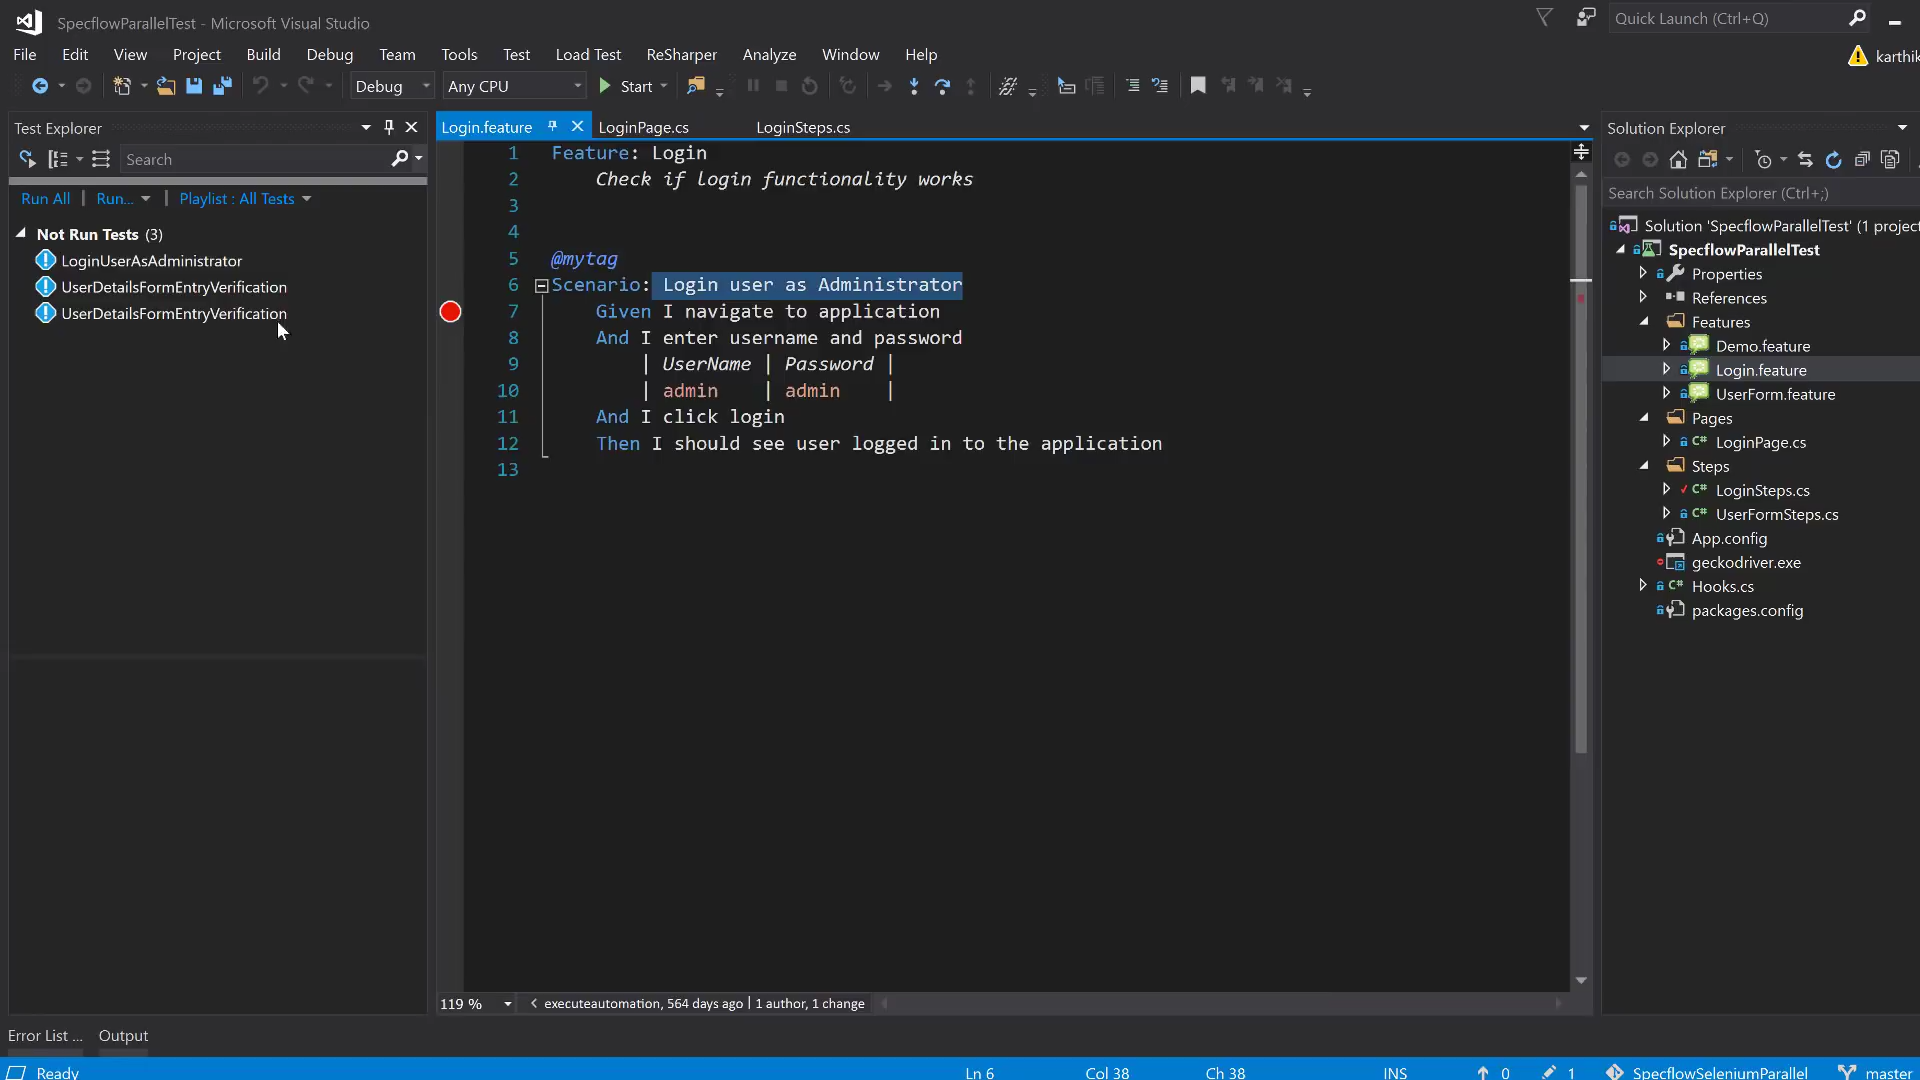 SpecflowParallelTest - Microsoft Visual Studio
Quick Launch (Ctrl+Q)
File Edit View Project Build Debug Team Tools Test Load Test ReSharper Analyze Window Help
karthik
Debug Any CPU Start
Test Explorer
Search
Run All | Run... | Playlist : All Tests
Not Run Tests (3)
LoginUserAsAdministrator
UserDetailsFormEntryVerification
UserDetailsFormEntryVerification
Login.feature LoginPage.cs LoginSteps.cs
1 Feature: Login
2 Check if login functionality works
3
4
5 @mytag
6 Scenario: Login user as Administrator
7 Given I navigate to application
8 And I enter username and password
9 | UserName | Password |
10 | admin | admin |
11 And I click login
12 Then I should see user logged in to the application
13
119 % executeautomation, 564 days ago | 1 author, 1 change
Solution Explorer
Search Solution Explorer (Ctrl+;)
Solution 'SpecflowParallelTest' (1 project
SpecflowParallelTest
Properties
References
Features
Demo.feature
Login.feature
UserForm.feature
Pages
C# LoginPage.cs
Steps
C# LoginSteps.cs
C# UserFormSteps.cs
App.config
geckodriver.exe
C# Hooks.cs
packages.config
Error List ... Output
Ready Ln 6 Col 38 Ch 38 INS 0 1 SpecflowSeleniumParallel master